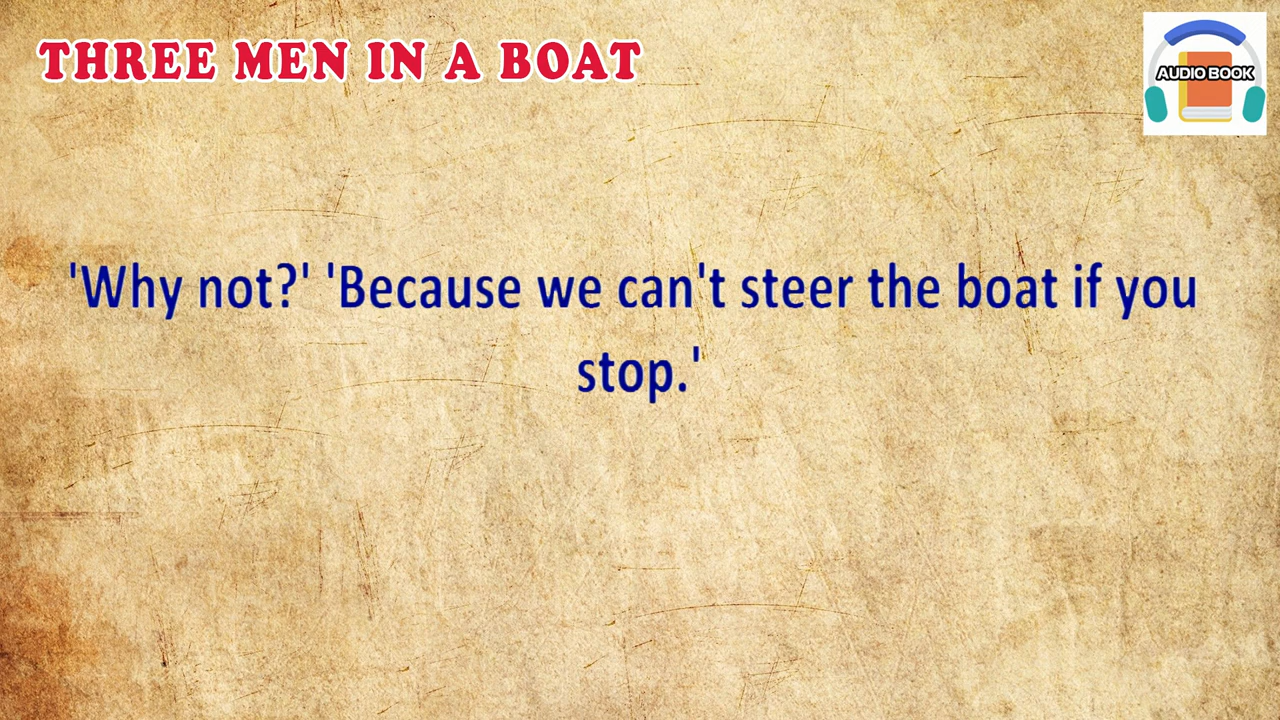 THREE MEN IN A BOAT
AUDIO BOOK
'Why not?' 'Because we can't steer the boat if you
stop.'